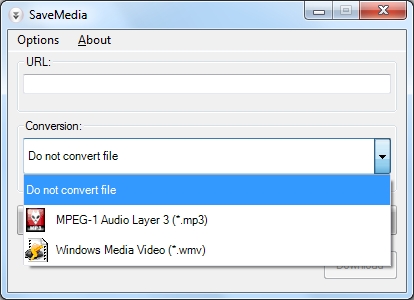 SaveMedia
Options About
URL:
Conversion:
Do not convert file
Do not convert file
MPEG-1 Audio Layer 3 (*.mp3)
Windows Media Video (*.wmv)
Download